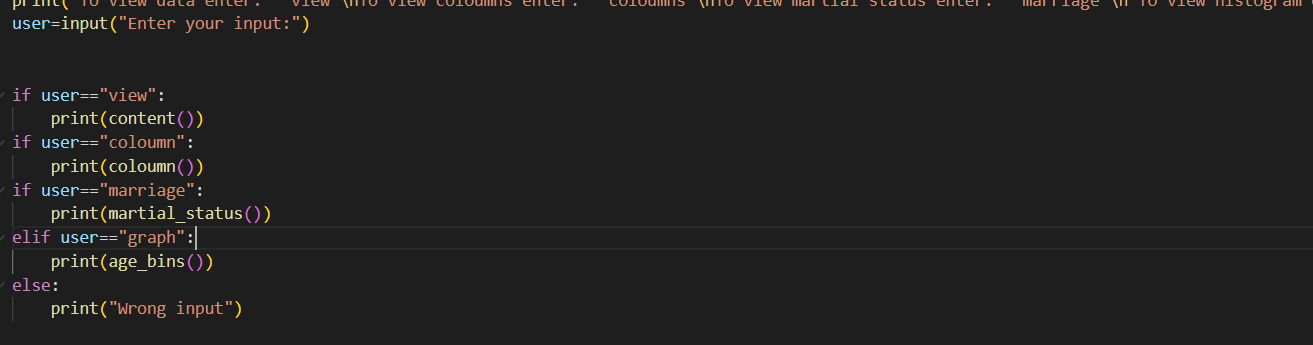 print("To view data enter: "view"\nTo view coloumns enter: "coloumns"\nTo view martial status enter: "marriage"\n To view histogram
user=input("Enter your input:")
if user=="view":
    print(content())
if user=="coloumn":
    print(coloumn())
if user=="marriage":
    print(martial_status())
elif user=="graph":
    print(age_bins())
else:
    print("Wrong input")